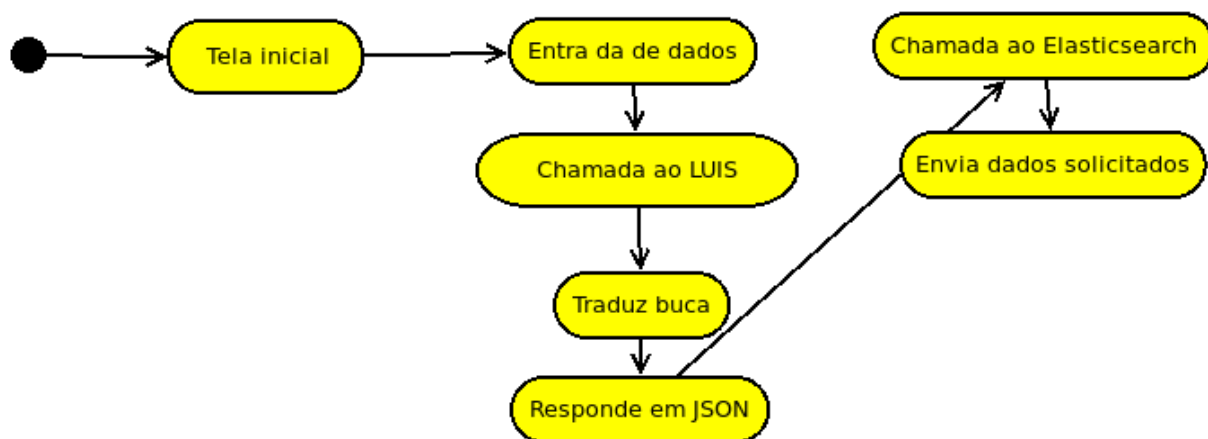 Tela inicial
Entra da de dados
Chamada ao LUIS
Traduz buca
Responde em JSON
Chamada ao Elasticsearch
Envia dados solicitados